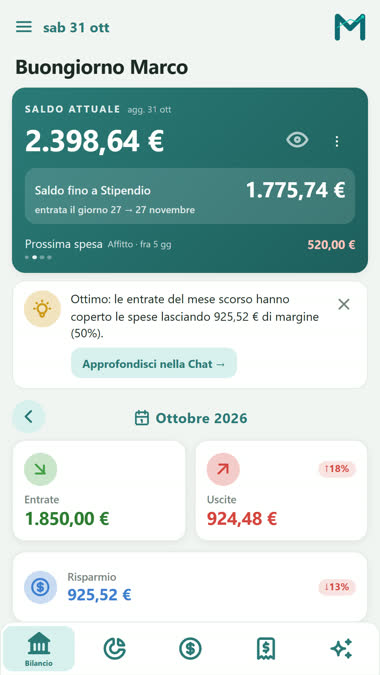 sab 31 ott
Buongiorno Marco
SALDO ATTUALE agg. 31 ott
2.398,64 €
Saldo fino a Stipendio 1.775,74 €
entrata il giorno 27 → 27 novembre
Prossima spesa Affitto · fra 5 gg 520,00 €
Ottimo: le entrate del mese scorso hanno
coperto le spese lasciando 925,52 € di margine
(50%).
Approfondisci nella Chat →
Ottobre 2026
Entrate
1.850,00 €
↑18%
Uscite
924,48 €
Risparmio
925,52 €
↓13%
Bilancio